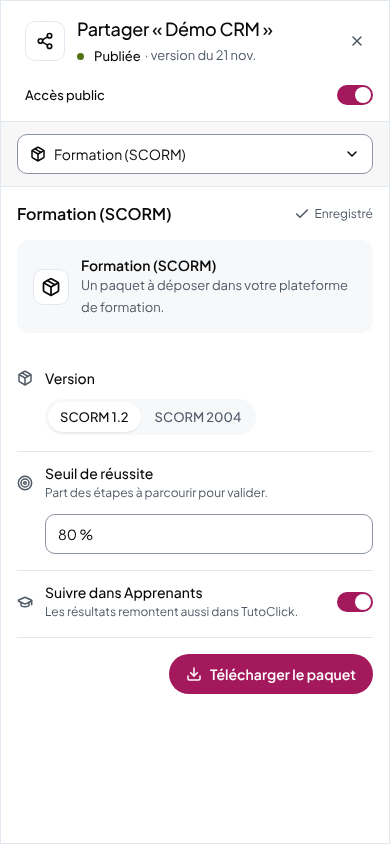 Partager « Démo CRM »
Publiée · version du 21 nov.
Accès public
Formation (SCORM)
Formation (SCORM)
Enregistré
Formation (SCORM)
Un paquet à déposer dans votre plateforme
de formation.
Version
SCORM 1.2
SCORM 2004
Seuil de réussite
Part des étapes à parcourir pour valider.
80 %
Suivre dans Apprenants
Les résultats remontent aussi dans TutoClick.
Télécharger le paquet